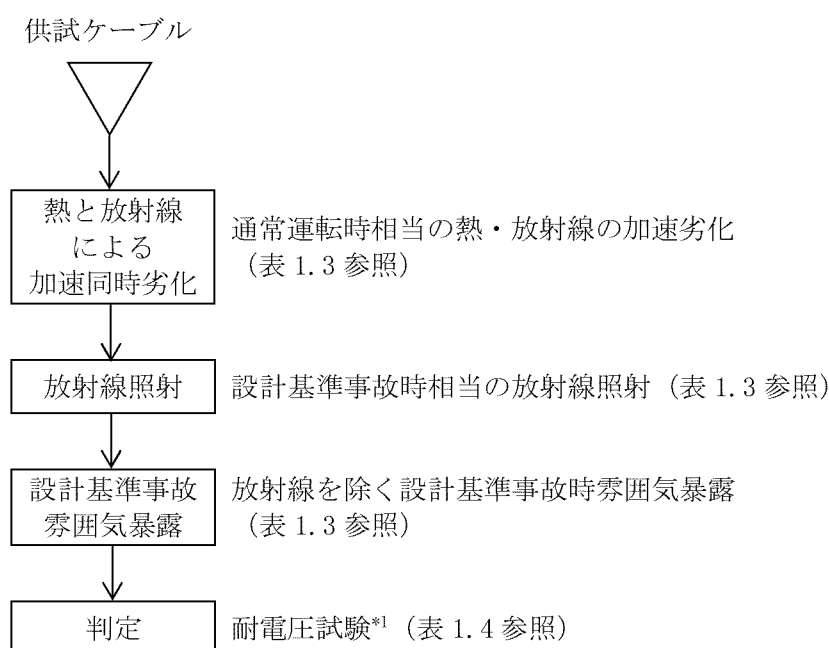 供試ケーブル
熱と放射線
による
加速同時劣化
通常運転時相当の熱・放射線の加速劣化
（表 1.3 参照）
放射線照射
設計基準事故時相当の放射線照射（表 1.3 参照）
設計基準事故
雰囲気暴露
放射線を除く設計基準事故時雰囲気暴露
（表 1.3 参照）
判定
耐電圧試験*1（表 1.4 参照）